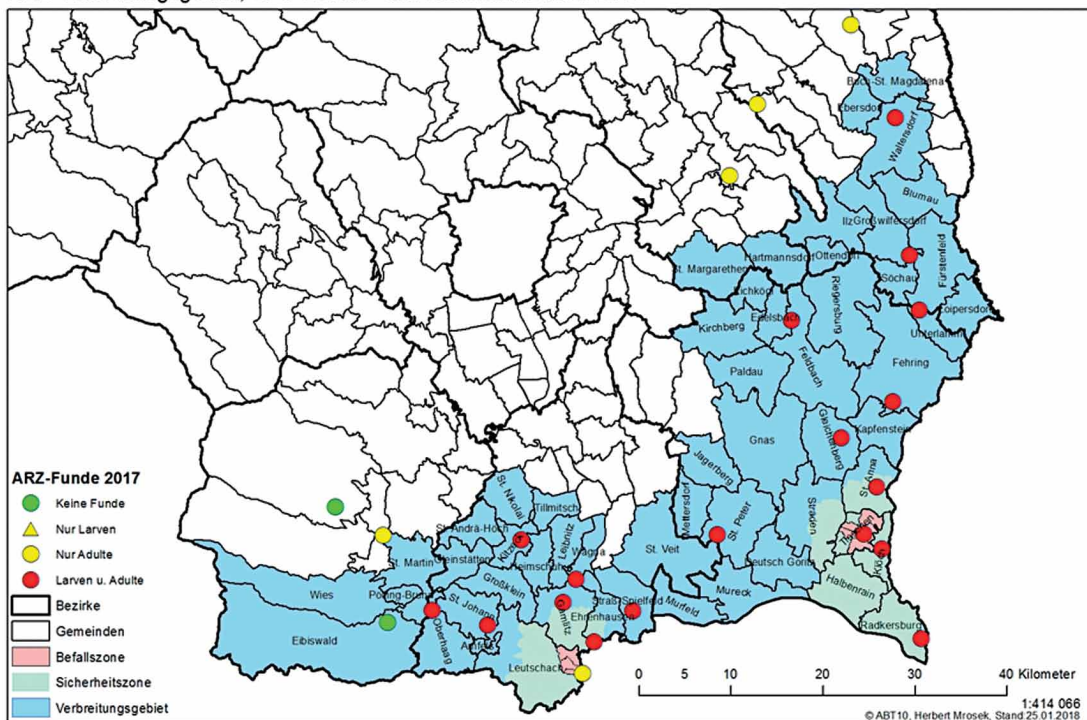 Buch-St. Magdalena
Ebersdorf
Waltersdorf
Blumau
Ilz
Großwilfersdorf
Hartmannsdorf
Ottendorf
St. Margarethen
Söchau
Fürstenfeld
Loipersdorf
Kirchberg
Edelsbach
Riegersburg
Unterlamm
Paldau
Feldbach
Fehring
Gnas
Gleichenberg
Kapfenstein
Jagerberg
St. Anna
Mettersdorf
St. Peter
Straden
Klöch
St. Nikolai
Tillmitsch
St. Andrä-Höch
Kitzeck
Leibnitz
Wagna
St. Veit
Deutsch Goritz
Halbenrain
St. Martin
Gleinstätten
Heimschuh
Wies
Pölfing-Brunn
Großklein
St. Johann
Gamlitz
Ehrenhausen
Straß-Spielfeld
Murfeld
Mureck
Radkersburg
Eibiswald
Oberhaag
Arnfels
Leutschach
ARZ-Funde 2017
Keine Funde
Nur Larven
Nur Adulte
Larven u. Adulte
Bezirke
Gemeinden
Befallszone
Sicherheitszone
Verbreitungsgebiet
0 5 10 20 30 40 Kilometer
1:414 066
© ABT10, Herbert Mrosek, Stand 25.01.2018